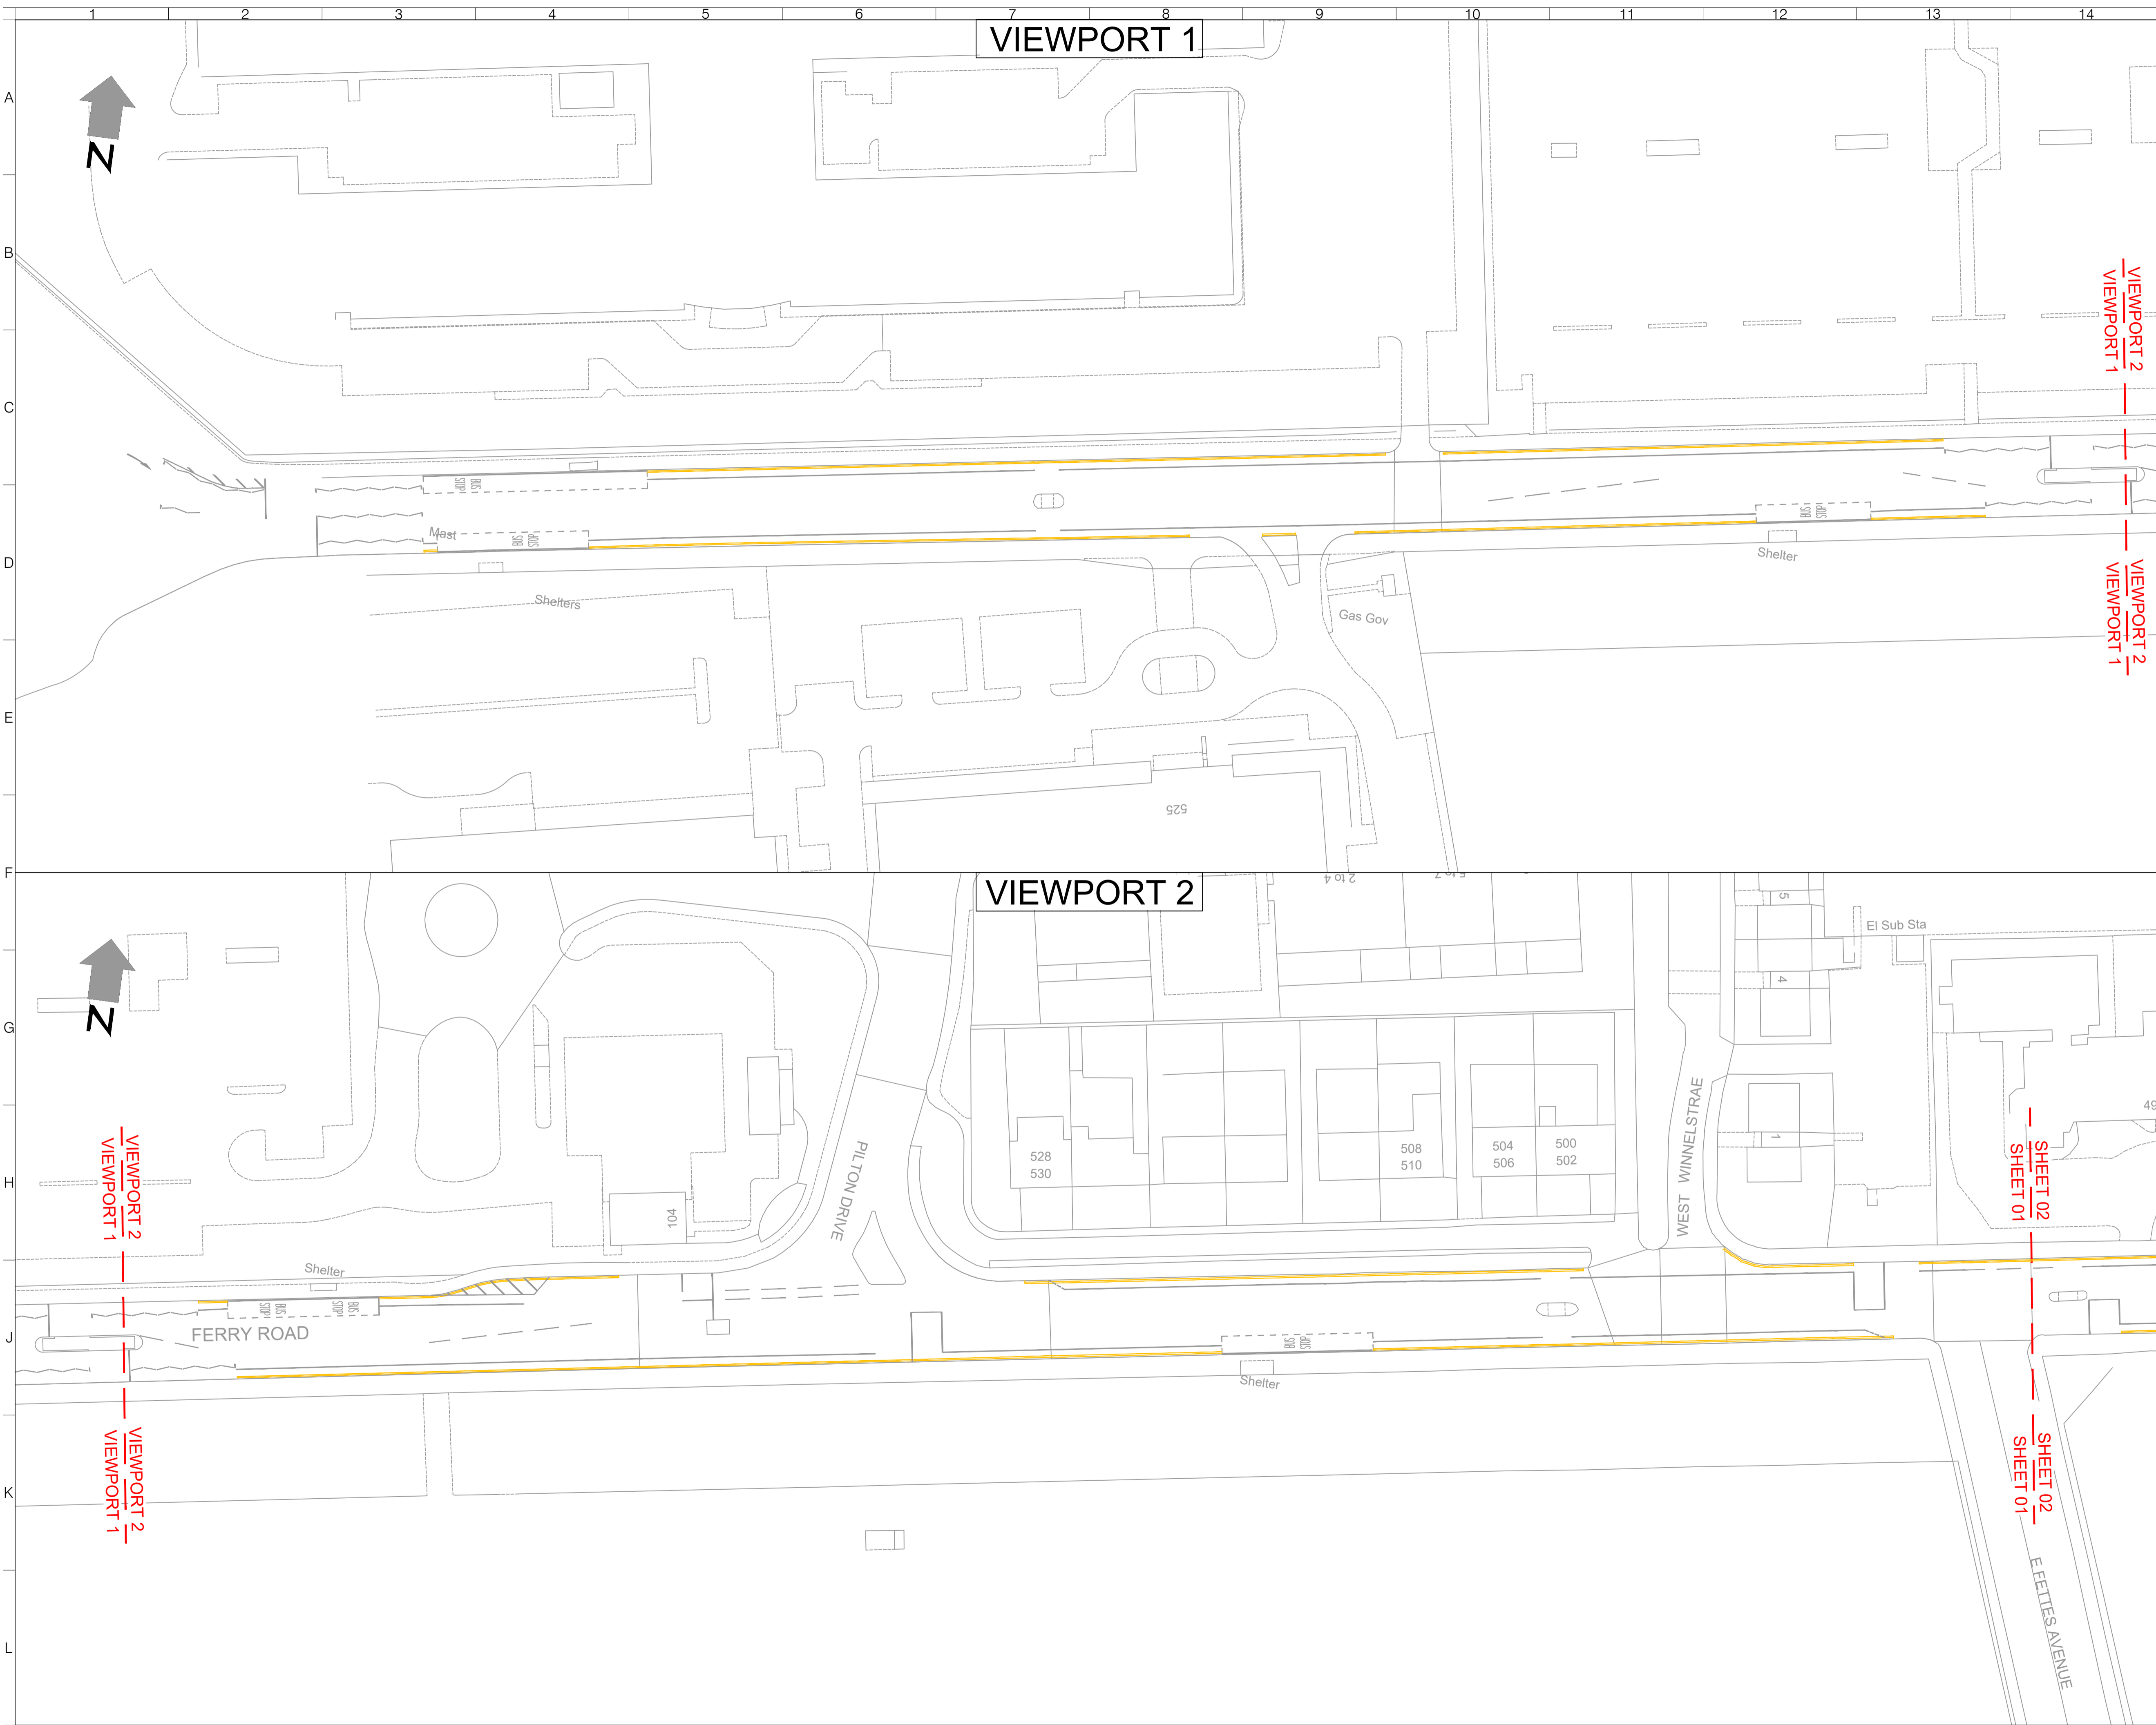 1 2 3 4 5 6 7 8 9 10 11 12 13 14
VIEWPORT 1
A
N
B
VIEWPORT 2
VIEWPORT 1
C
BUS
STOP
Mast
BUS
STOP
BUS
STOP
D
Shelter
Shelters
Gas Gov
VIEWPORT 2
VIEWPORT 1
E
525
F
VIEWPORT 2
2 to 4
5 to 7
5
El Sub Sta
4
N
G
49
VIEWPORT 2
VIEWPORT 1
PILTON DRIVE
528
530
508
510
504
506
500
502
WEST WINNELSTRAE
1
SHEET 02
SHEET 01
H
104
Shelter
BUS
STOP
BUS
STOP
FERRY ROAD
J
BUS
STOP
Shelter
VIEWPORT 2
VIEWPORT 1
SHEET 02
SHEET 01
K
E FETTES AVENUE
L